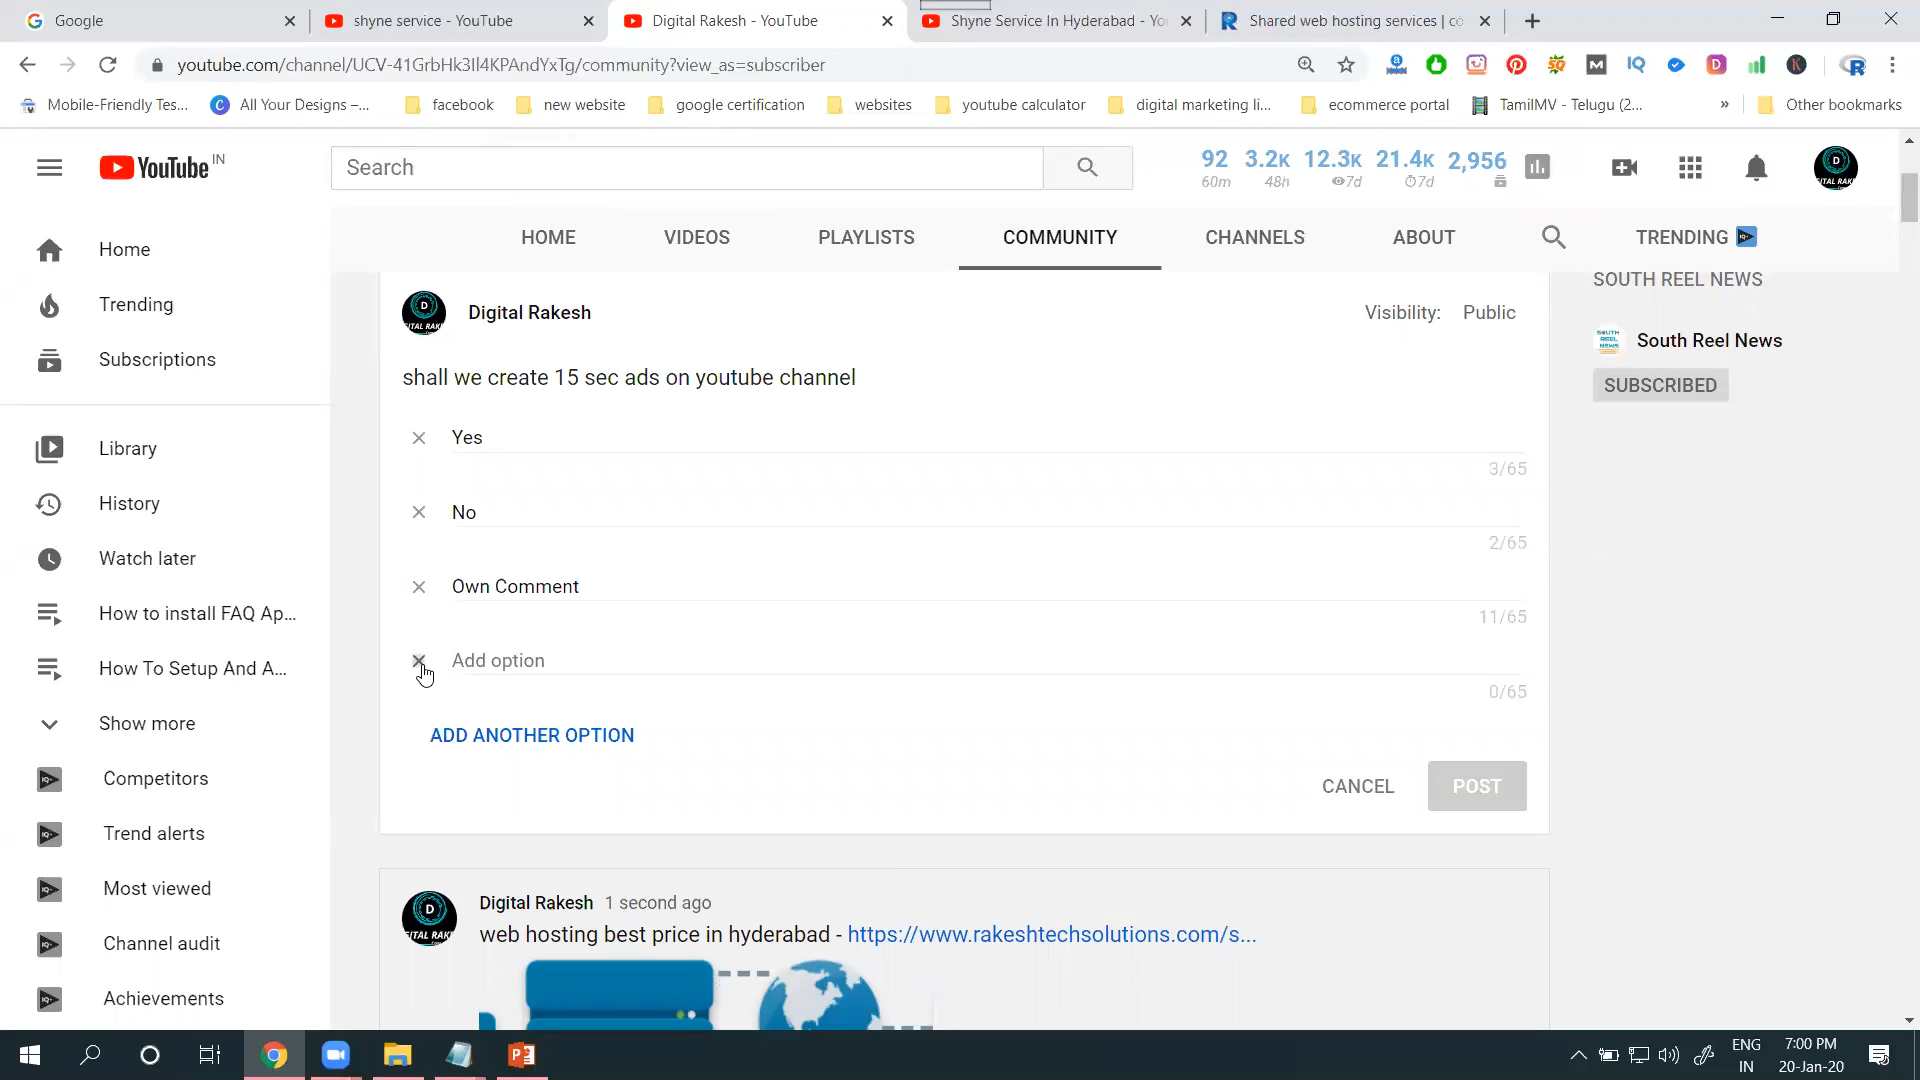 Google
shyne service - YouTube
Digital Rakesh - YouTube
Shyne Service In Hyderabad - Yo
Shared web hosting services | co
youtube.com/channel/UCV-41GrbHk3Il4KPAndYxTg/community?view_as=subscriber
Mobile-Friendly Tes...
All Your Designs –...
facebook
new website
google certification
websites
youtube calculator
digital marketing li...
ecommerce portal
TamilMV - Telugu (2...
»
Other bookmarks
YouTube IN
Search
92 3.2K 12.3K 21.4K 2,956
60m 48h 7d 7d
HOME VIDEOS PLAYLISTS COMMUNITY CHANNELS ABOUT TRENDING
Home
Trending
Subscriptions
Library
History
Watch later
How to install FAQ Ap...
How To Setup And A...
Show more
Competitors
Trend alerts
Most viewed
Channel audit
Achievements
Digital Rakesh
Visibility: Public
shall we create 15 sec ads on youtube channel
Yes
3/65
No
2/65
Own Comment
11/65
Add option
0/65
ADD ANOTHER OPTION
CANCEL POST
SOUTH REEL NEWS
South Reel News
SUBSCRIBED
Digital Rakesh 1 second ago
web hosting best price in hyderabad - https://www.rakeshtechsolutions.com/s...
ENG
IN
7:00 PM
20-Jan-20